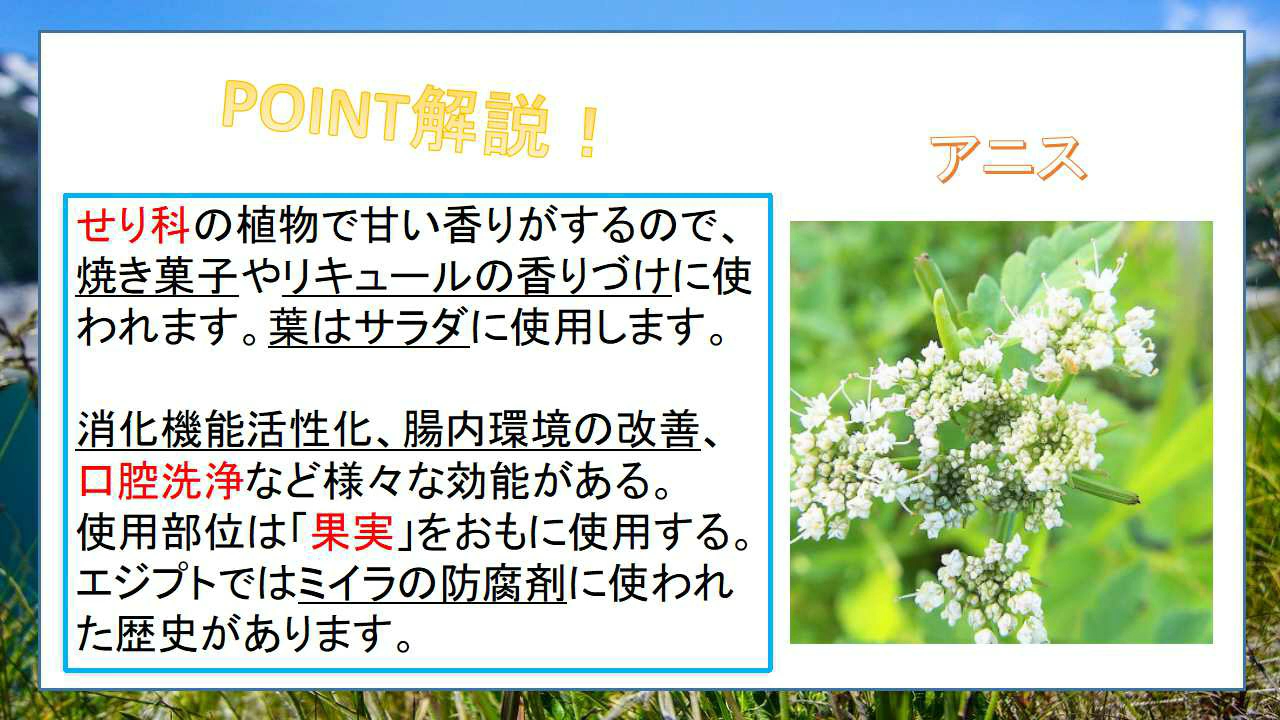 POINT解説！
アニス
せり科の植物で甘い香りがするので、
焼き菓子やリキュールの香りづけに使
われます。葉はサラダに使用します。
消化機能活性化、腸内環境の改善、
口腔洗浄など様々な効能がある。
使用部位は「果実」をおもに使用する。
エジプトではミイラの防腐剤に使われ
た歴史があります。